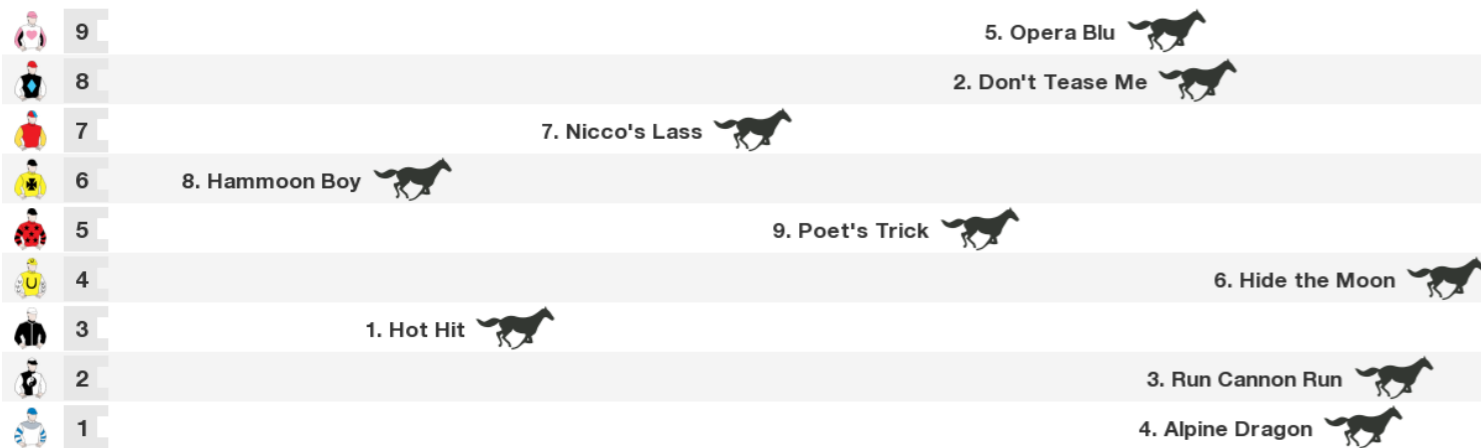 9 5. Opera Blu
8 2. Don't Tease Me
7 7. Nicco's Lass
6 8. Hammoon Boy
5 9. Poet's Trick
4 6. Hide the Moon
3 1. Hot Hit
2 3. Run Cannon Run
1 4. Alpine Dragon